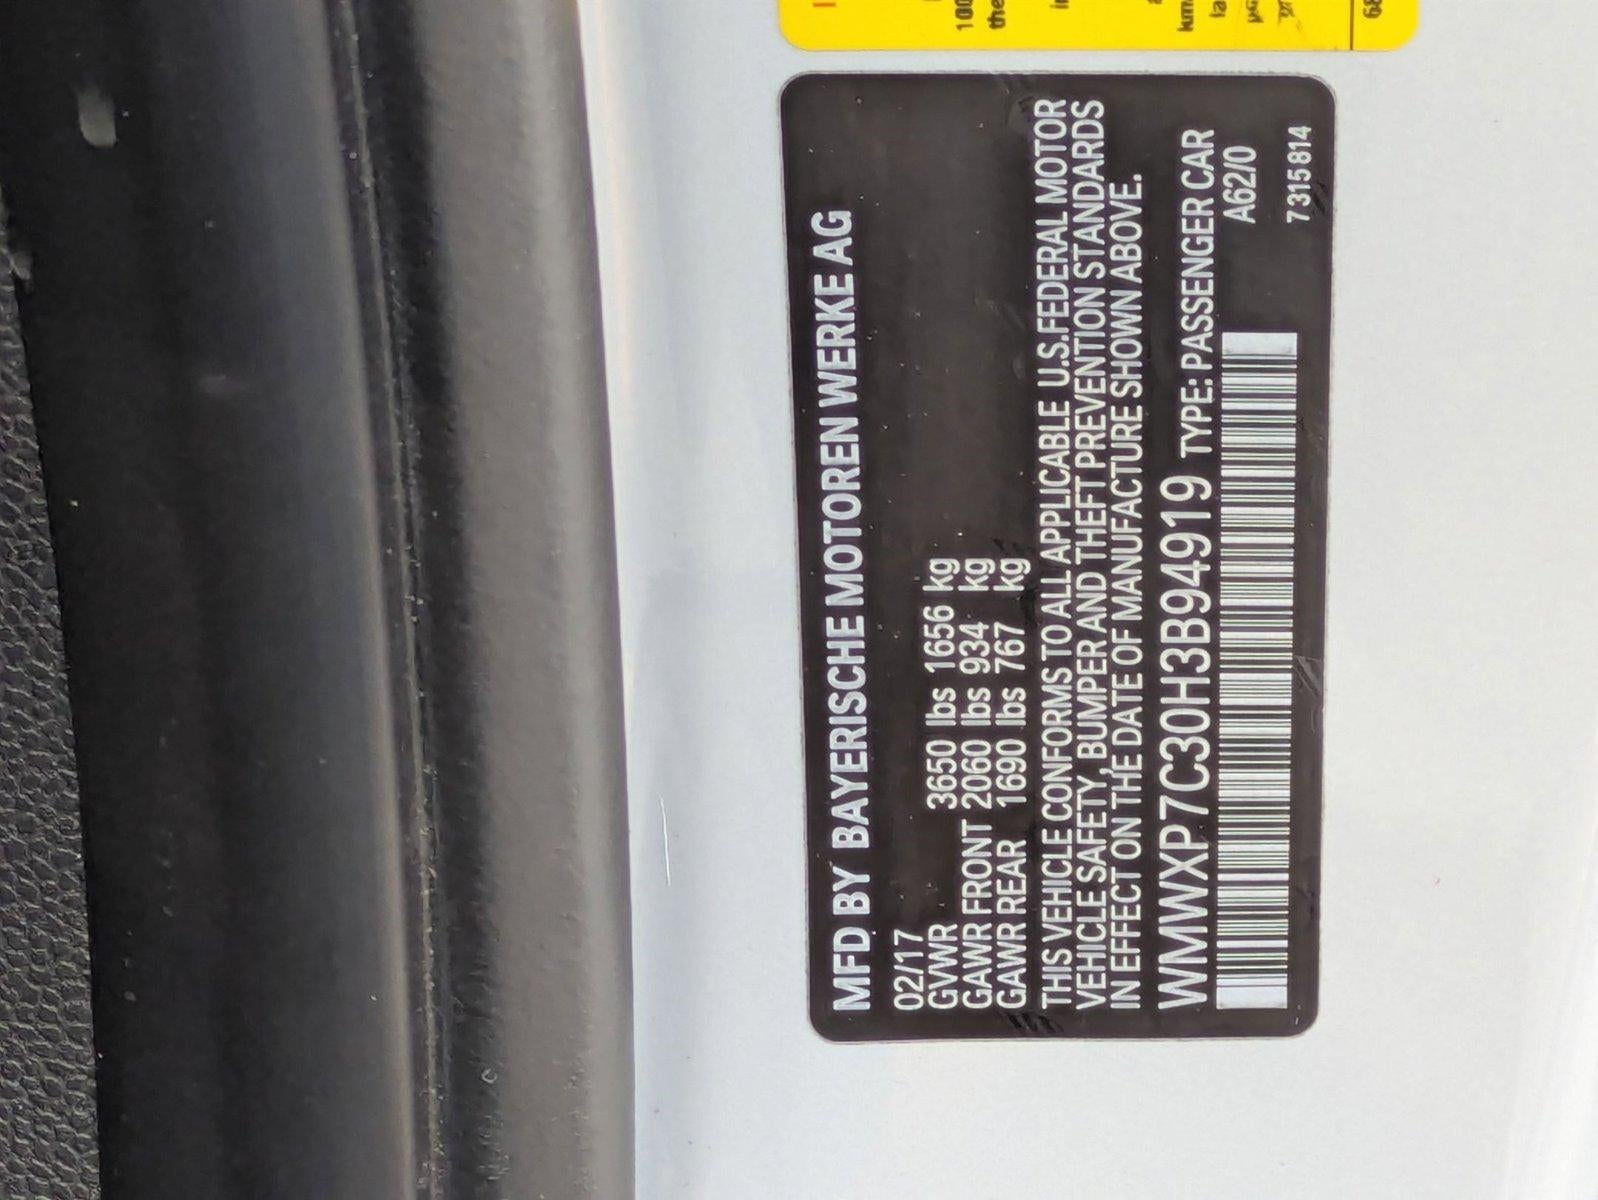 MFD BY BAYERISCHE MOTOREN WERKE AG
02/17
GVWR 3650 lbs 1656 kg
GAWR FRONT 2060 lbs 934 kg
GAWR REAR 1690 lbs 767 kg
THIS VEHICLE CONFORMS TO ALL APPLICABLE U.S. FEDERAL MOTOR
VEHICLE SAFETY, BUMPER AND THEFT PREVENTION STANDARDS
IN EFFECT ON THE DATE OF MANUFACTURE SHOWN ABOVE.
WMWXP7C30H3B94919 TYPE: PASSENGER CAR
A62/0
7315814
100
the